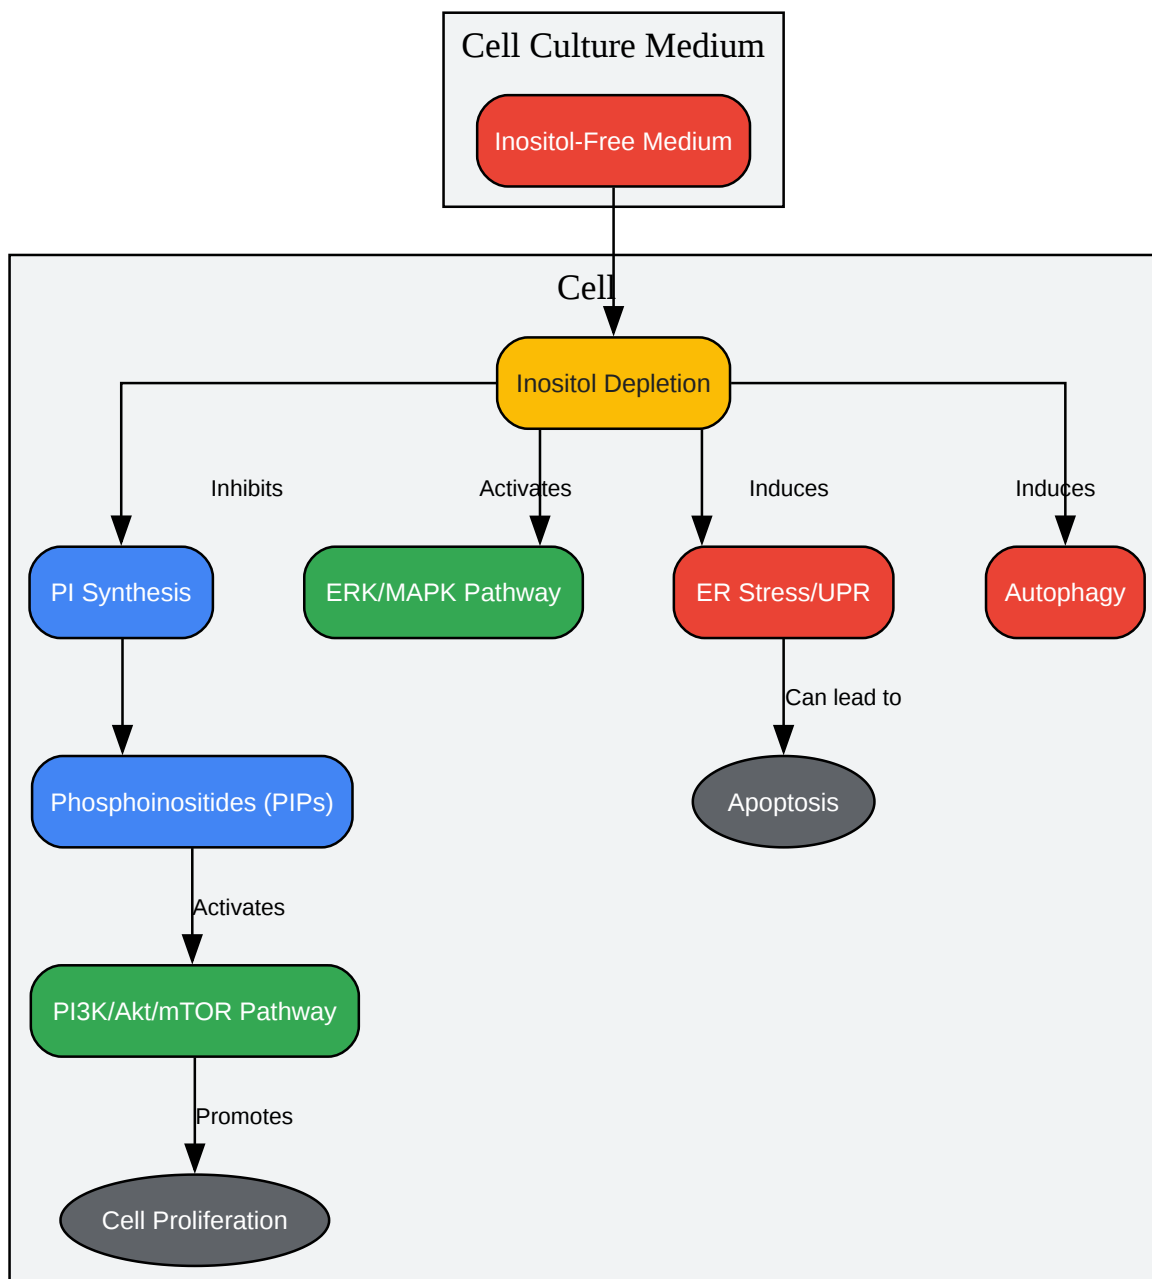 Cell Culture Medium
Inositol-Free Medium
Cell
Inositol Depletion
Inhibits
Activates
Induces
Induces
PI Synthesis
ERK/MAPK Pathway
ER Stress/UPR
Autophagy
Can lead to
Phosphoinositides (PIPs)
Apoptosis
Activates
PI3K/Akt/mTOR Pathway
Promotes
Cell Proliferation